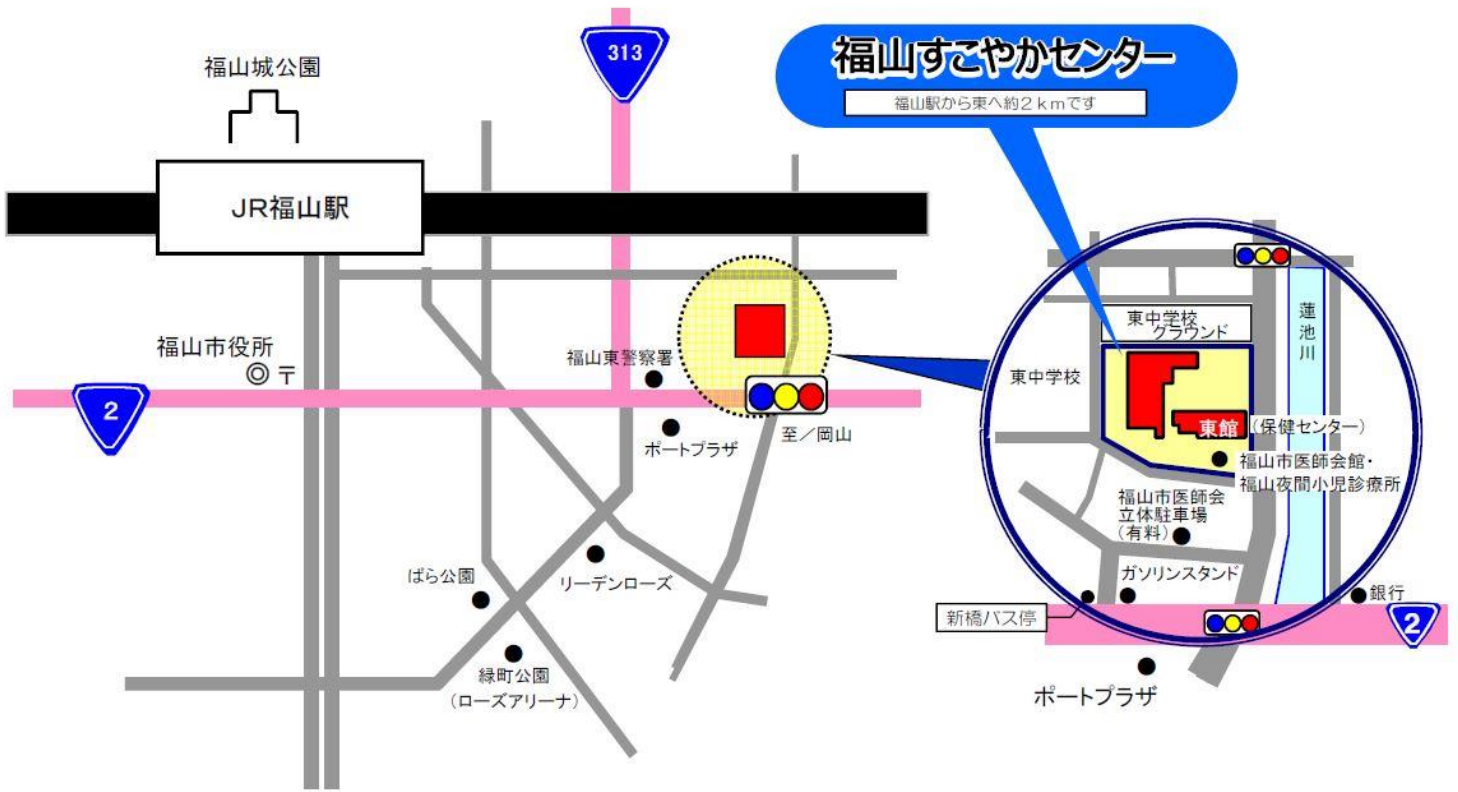 福山城公園
313
福山すこやかセンター
福山駅から東へ約2kmです
JR福山駅
福山市役所
◎〒
2
福山東警察署
ポートプラザ
至/岡山
ばら公園
リーデンローズ
緑町公園
(ローズアリーナ)
東中学校
グラウンド
蓮池川
東中学校
東館
(保健センター)
福山市医師会館・
福山夜間小児診療所
福山市医師会
立体駐車場
(有料)
ガソリンスタンド
新橋バス停
銀行
2
ポートプラザ